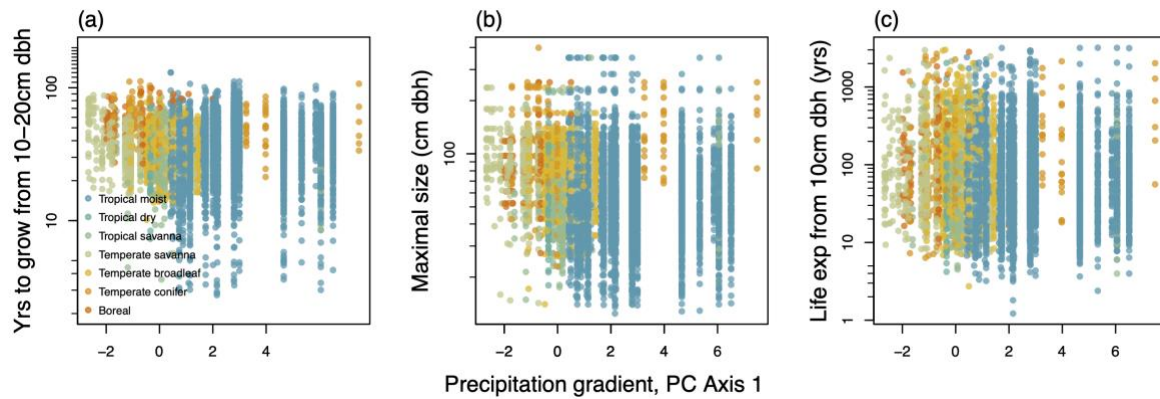 (a)
Yrs to grow from 10-20cm dbh
100
10
Tropical moist
Tropical dry
Tropical savanna
Temperate savanna
Temperate broadleaf
Temperate conifer
Boreal
−2 0 2 4
(b)
Maximal size (cm dbh)
100
−2 0 2 4 6
(c)
Life exp from 10cm dbh (yrs)
1000
100
10
1
−2 0 2 4 6
Precipitation gradient, PC Axis 1